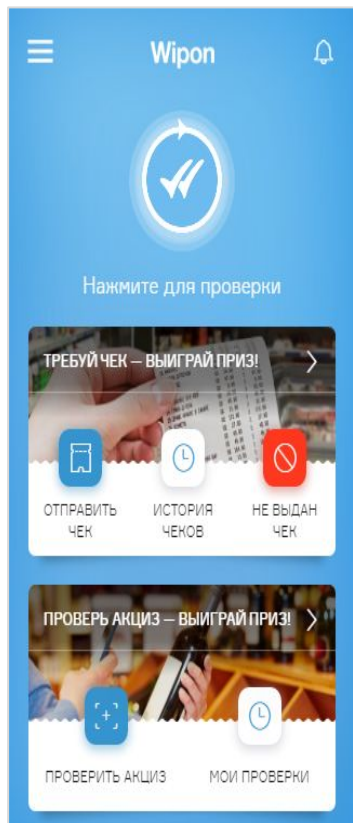 Wipon
Нажмите для проверки
ТРЕБУЙ ЧЕК — ВЫИГРАЙ ПРИЗ!
ОТПРАВИТЬ
ЧЕК
ИСТОРИЯ
ЧЕКОВ
НЕ ВЫДАН
ЧЕК
ПРОВЕРЬ АКЦИЗ — ВЫИГРАЙ ПРИЗ!
ПРОВЕРИТЬ АКЦИЗ
МОИ ПРОВЕРКИ